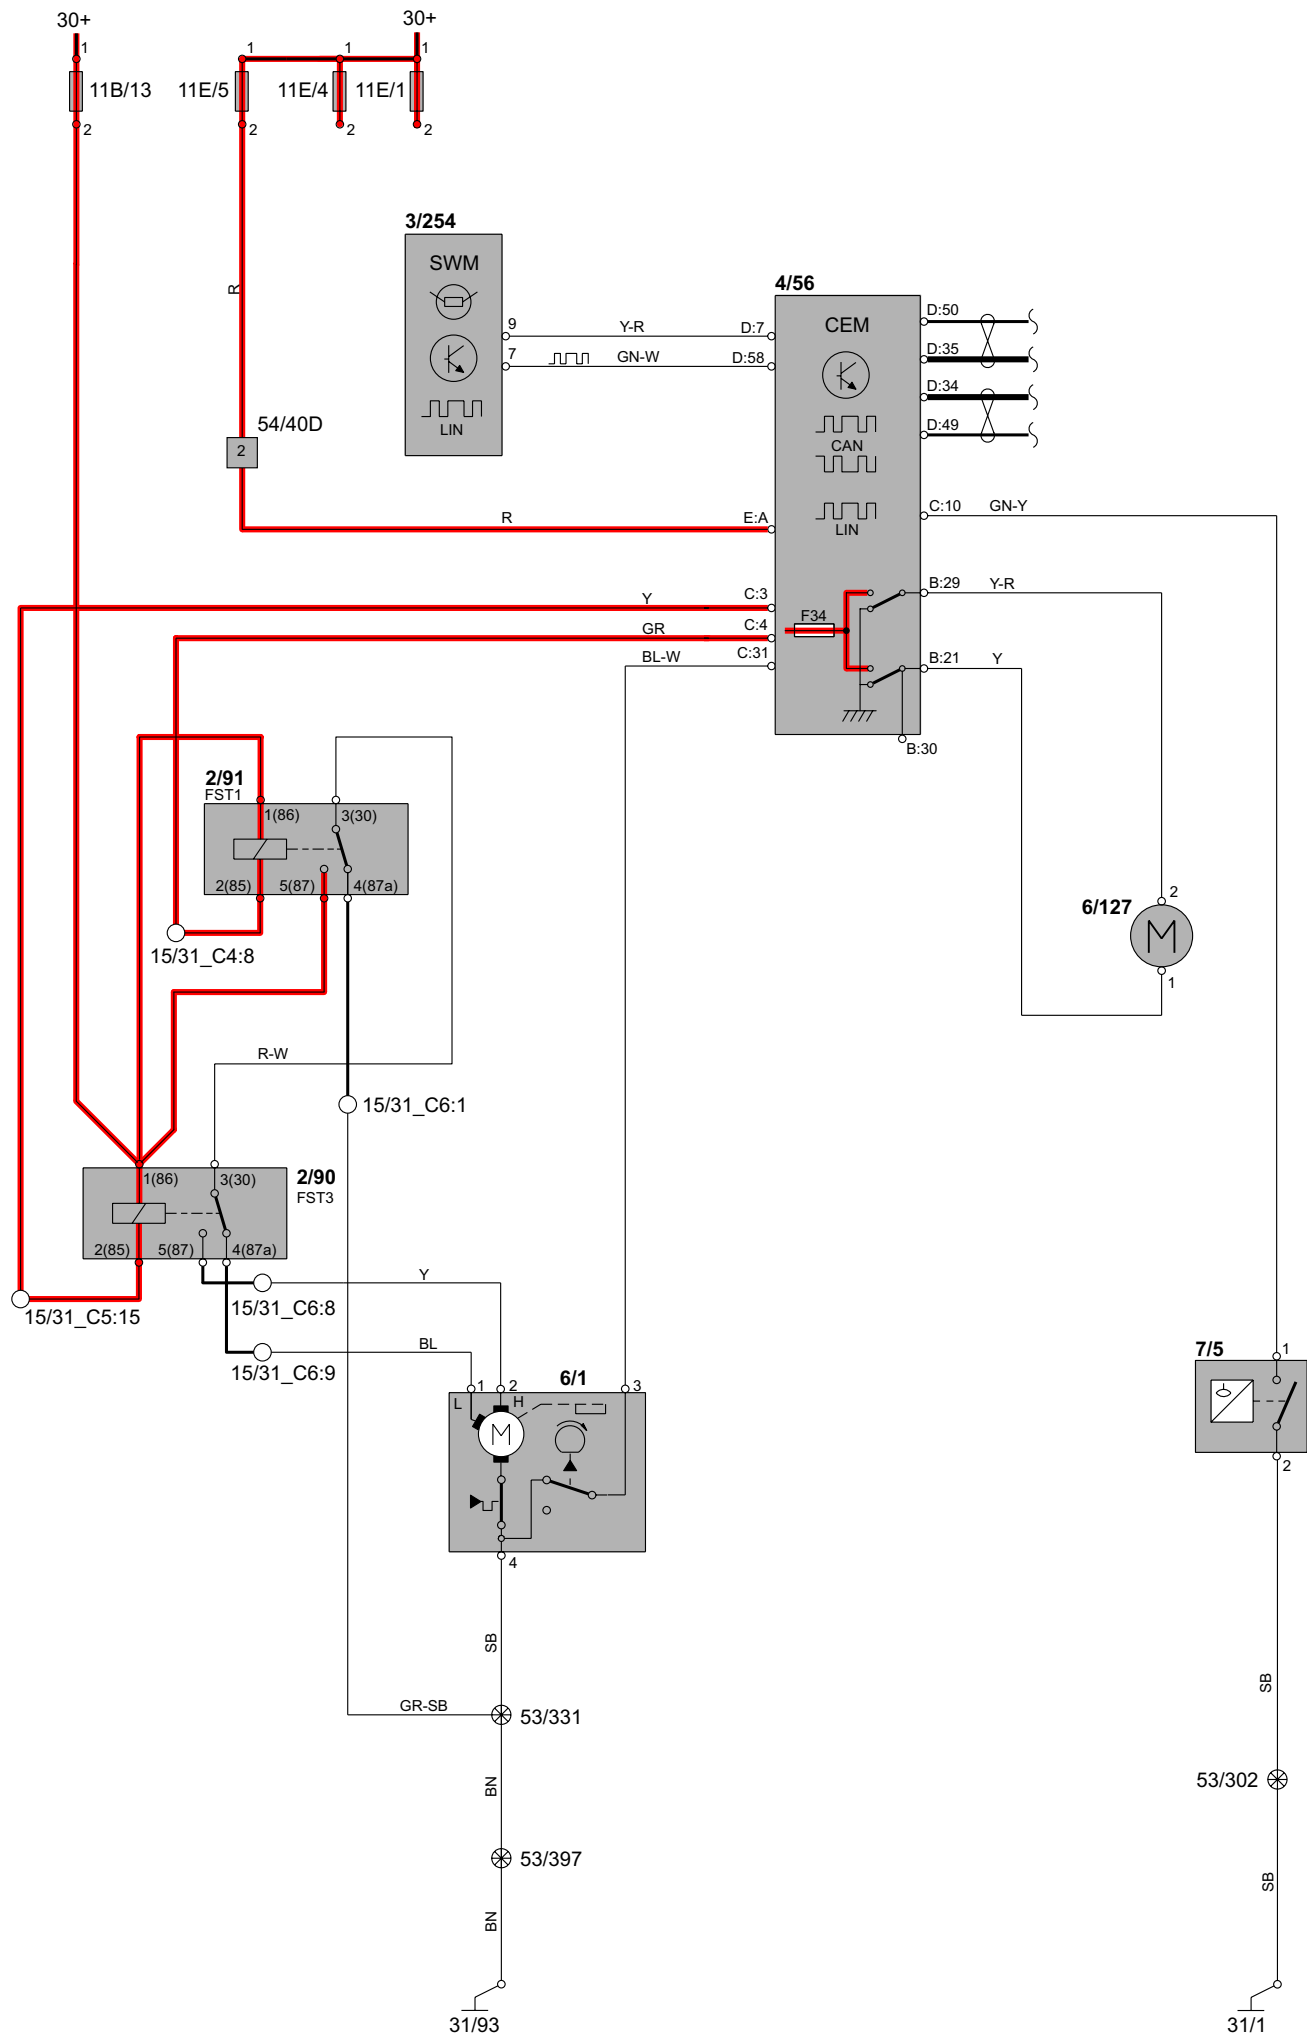 30+
30+
1
1
1
1
11B/13
11E/5
11E/4
11E/1
2
2
2
2
3/254
SWM
LIN
R
4/56
CEM
CAN
LIN
9
Y-R
D:7
7
GN-W
D:58
D:50
D:35
D:34
D:49
54/40D
2
R
E:A
C:10
GN-Y
Y
C:3
GR
C:4
BL-W
C:31
F34
B:29
Y-R
B:21
Y
B:30
2/91
FST1
1(86)
3(30)
2(85)
5(87)
4(87a)
15/31_C4:8
2
6/127
M
1
R-W
15/31_C6:1
2/90
FST3
1(86)
3(30)
2(85)
5(87)
4(87a)
Y
15/31_C6:8
15/31_C5:15
BL
15/31_C6:9
6/1
1
2
3
L
H
M
4
7/5
1
2
SB
GR-SB
53/331
BN
53/397
BN
31/93
SB
53/302
SB
31/1